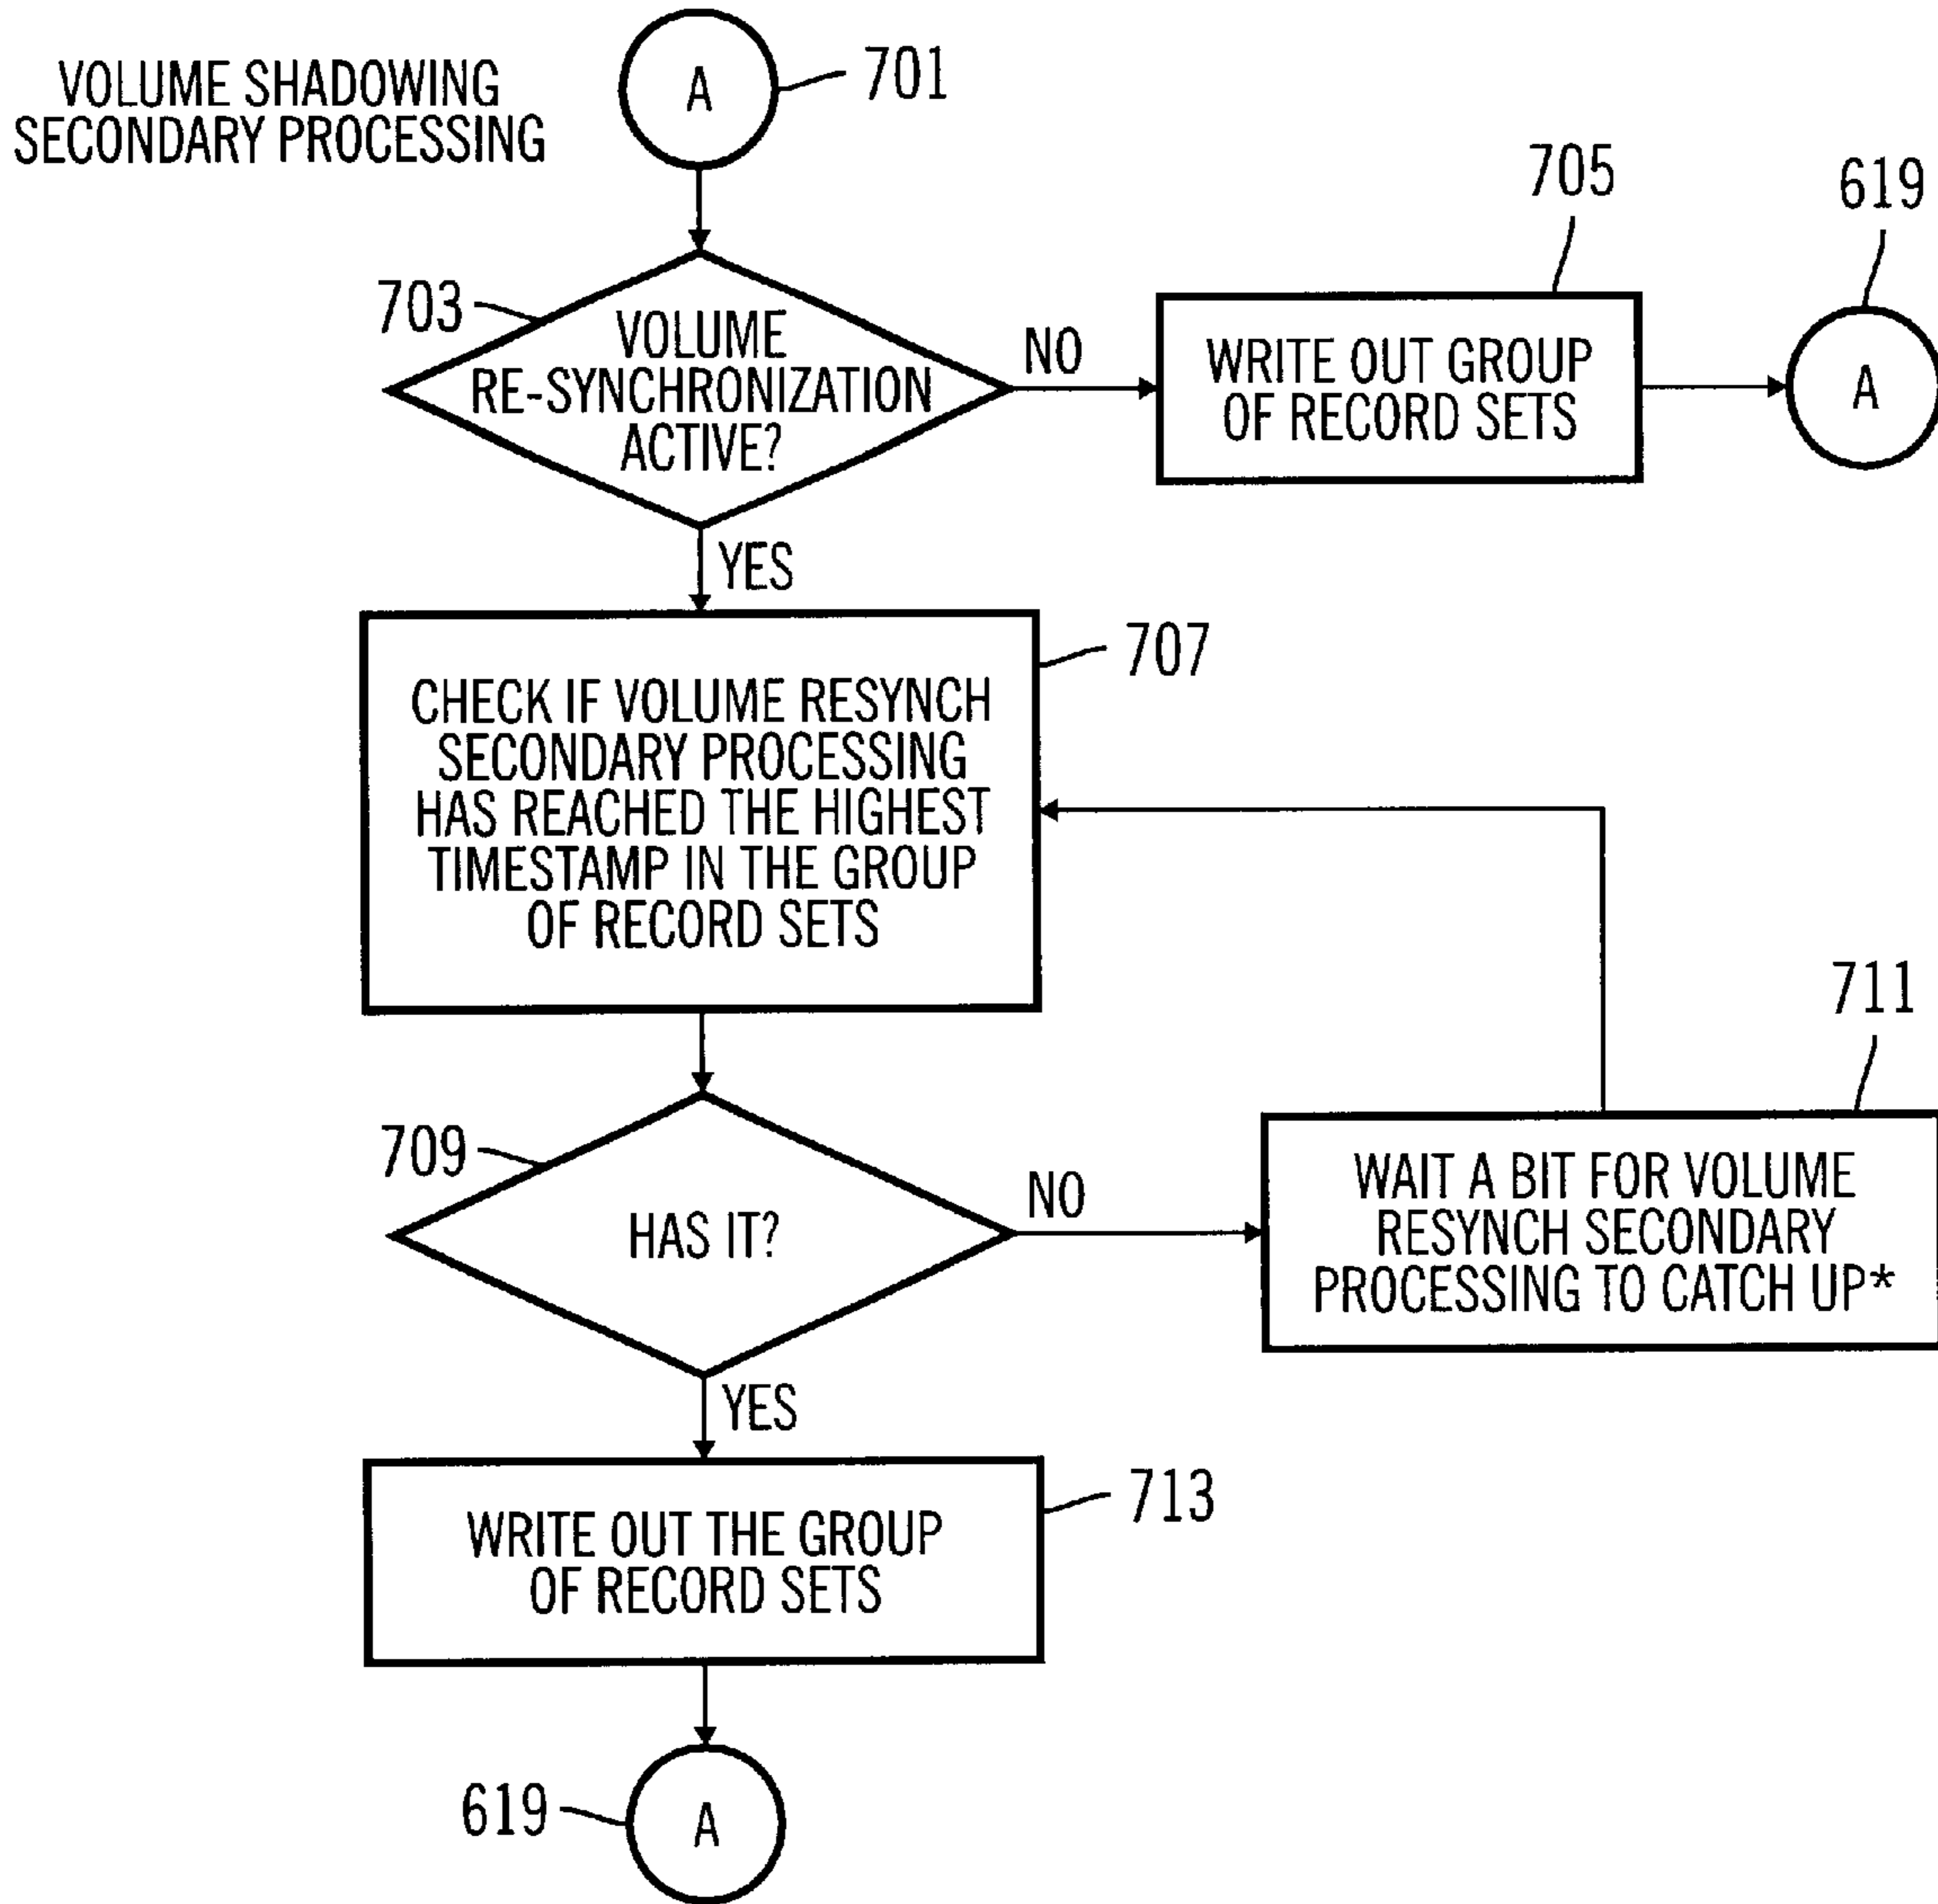 VOLUME SHADOWING
SECONDARY PROCESSING
A
701
703
VOLUME
RE-SYNCHRONIZATION
ACTIVE?
NO
705
WRITE OUT GROUP
OF RECORD SETS
619
A
YES
707
CHECK IF VOLUME RESYNCH
SECONDARY PROCESSING
HAS REACHED THE HIGHEST
TIMESTAMP IN THE GROUP
OF RECORD SETS
709
HAS IT?
NO
711
WAIT A BIT FOR VOLUME
RESYNCH SECONDARY
PROCESSING TO CATCH UP*
YES
713
WRITE OUT THE GROUP
OF RECORD SETS
619
A